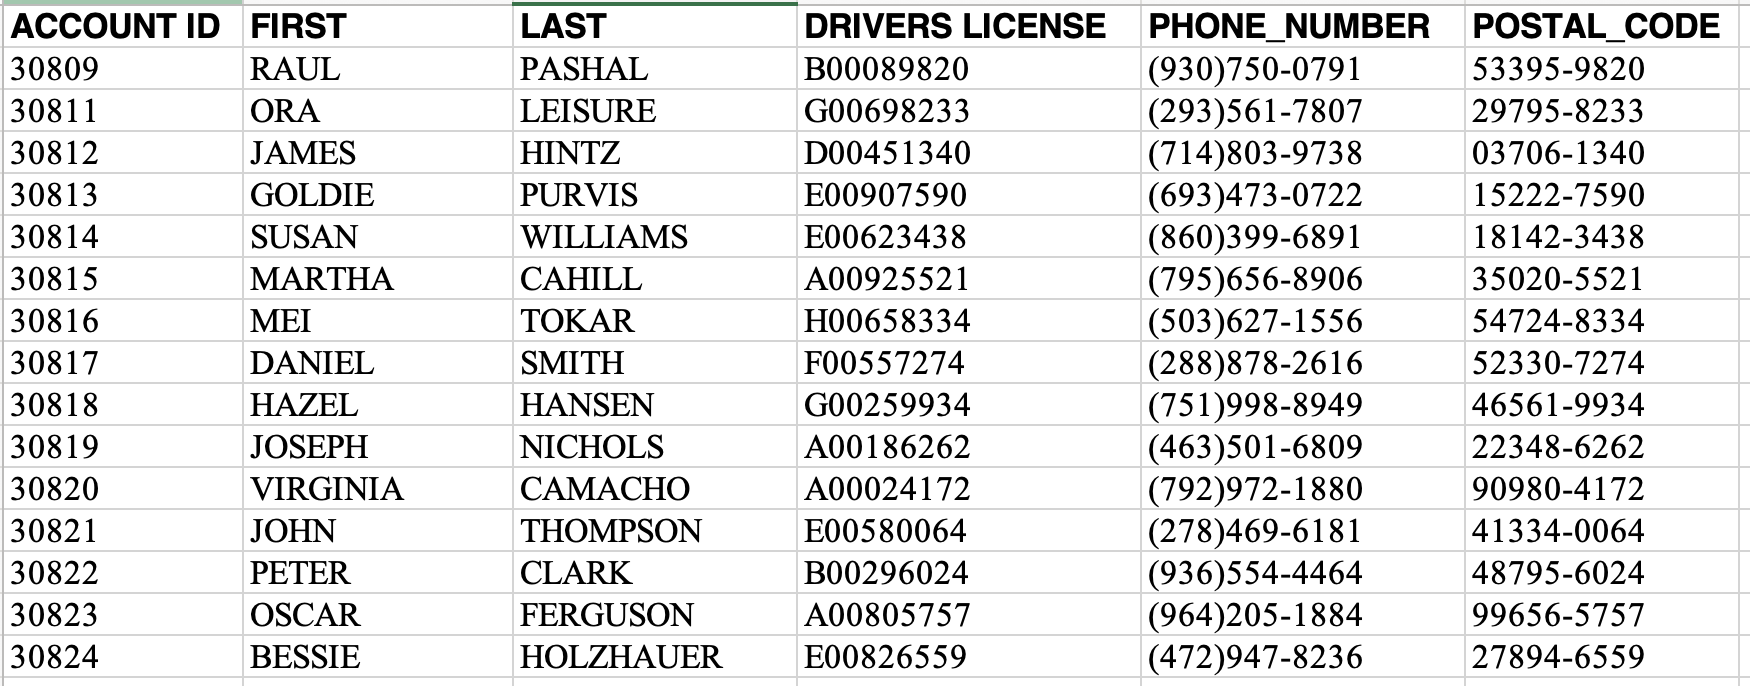 ACCOUNT ID FIRST LAST DRIVERS LICENSE PHONE_NUMBER POSTAL_CODE
30809 RAUL PASHAL B00089820 (930)750-0791 53395-9820
30811 ORA LEISURE G00698233 (293)561-7807 29795-8233
30812 JAMES HINTZ D00451340 (714)803-9738 03706-1340
30813 GOLDIE PURVIS E00907590 (693)473-0722 15222-7590
30814 SUSAN WILLIAMS E00623438 (860)399-6891 18142-3438
30815 MARTHA CAHILL A00925521 (795)656-8906 35020-5521
30816 MEI TOKAR H00658334 (503)627-1556 54724-8334
30817 DANIEL SMITH F00557274 (288)878-2616 52330-7274
30818 HAZEL HANSEN G00259934 (751)998-8949 46561-9934
30819 JOSEPH NICHOLS A00186262 (463)501-6809 22348-6262
30820 VIRGINIA CAMACHO A00024172 (792)972-1880 90980-4172
30821 JOHN THOMPSON E00580064 (278)469-6181 41334-0064
30822 PETER CLARK B00296024 (936)554-4464 48795-6024
30823 OSCAR FERGUSON A00805757 (964)205-1884 99656-5757
30824 BESSIE HOLZHAUER E00826559 (472)947-8236 27894-6559